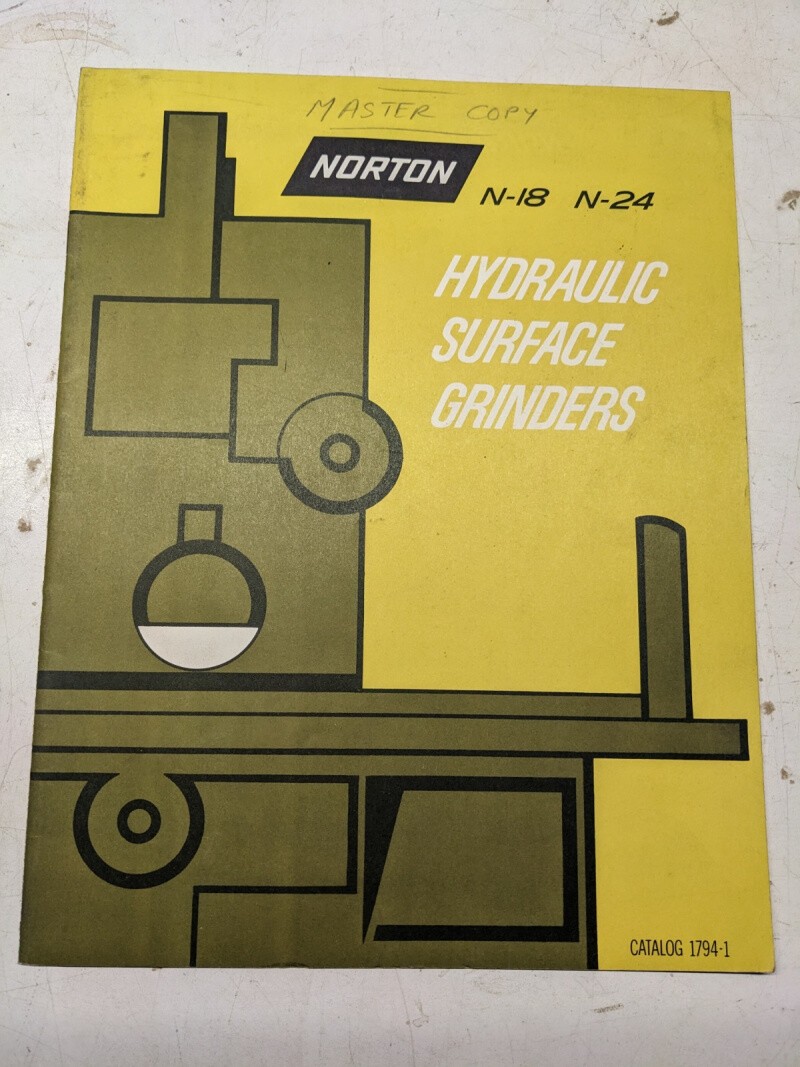 MASTER COPY
NORTON
N-18 N-24
HYDRAULIC
SURFACE
GRINDERS
CATALOG 1794-1